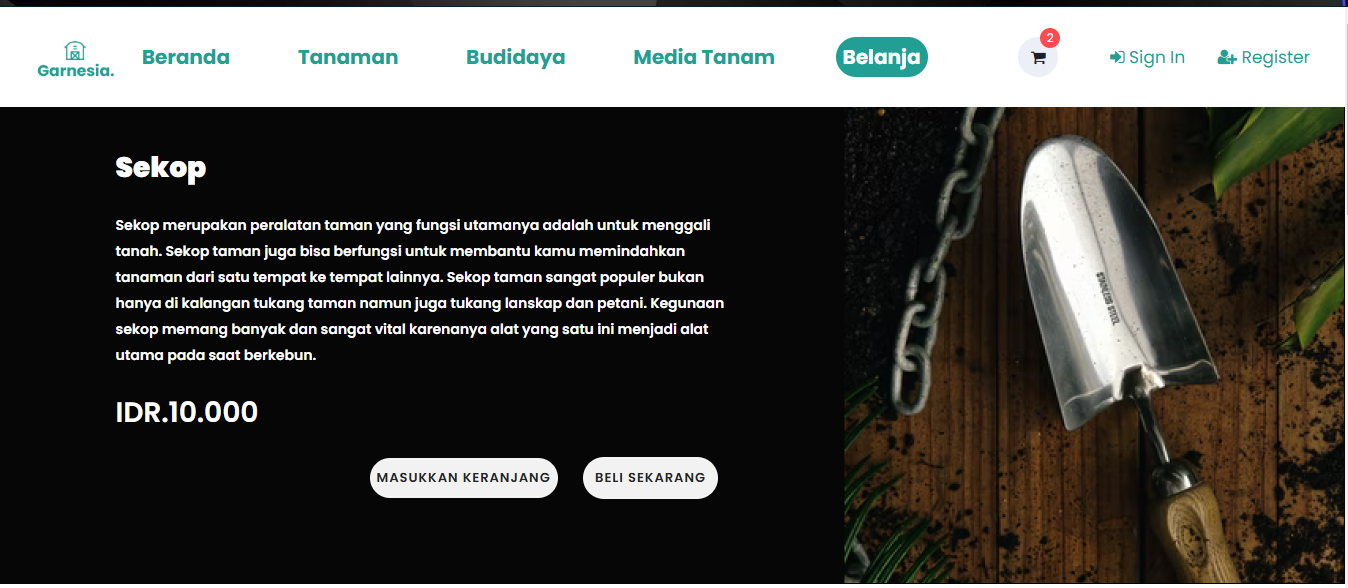 Garnesia.
Beranda
Tanaman
Budidaya
Media Tanam
Belanja
2
Sign In
Register
Sekop
Sekop merupakan peralatan taman yang fungsi utamanya adalah untuk menggali
tanah. Sekop taman juga bisa berfungsi untuk membantu kamu memindahkan
tanaman dari satu tempat ke tempat lainnya. Sekop taman sangat populer bukan
hanya di kalangan tukang taman namun juga tukang lanskap dan petani. Kegunaan
sekop memang banyak dan sangat vital karenanya alat yang satu ini menjadi alat
utama pada saat berkebun.
IDR.10.000
MASUKKAN KERANJANG
BELI SEKARANG
STAINLESS STEEL